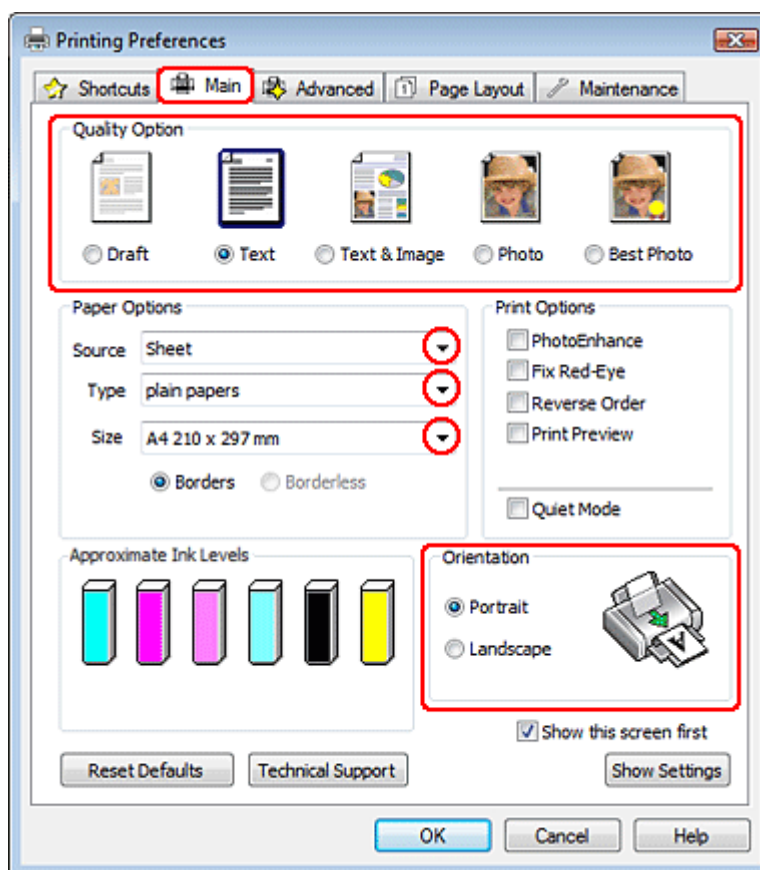 Printing Preferences
Shortcuts Main Advanced Page Layout Maintenance
Quality Option
Draft Text Text & Image Photo Best Photo
Paper Options
Source Sheet
Type plain papers
Size A4 210 x 297 mm
Borders Borderless
Print Options
PhotoEnhance
Fix Red-Eye
Reverse Order
Print Preview
Quiet Mode
Approximate Ink Levels
Orientation
Portrait
Landscape
Show this screen first
Reset Defaults Technical Support Show Settings
OK Cancel Help